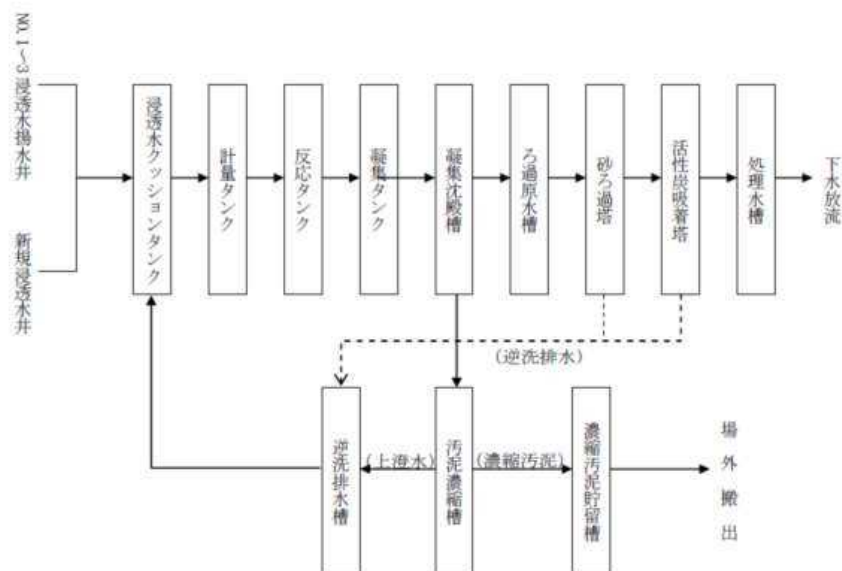 NO.1～3浸透水揚水井
新規浸透水井
浸透水クッションタンク
計量タンク
反応タンク
凝集タンク
凝集沈殿槽
ろ過原水槽
砂ろ過塔
活性炭吸着塔
処理水槽
下水放流
(逆洗排水)
逆洗排水槽
(上澄水)
汚泥濃縮槽
(濃縮汚泥)
濃縮汚泥貯留槽
場外搬出